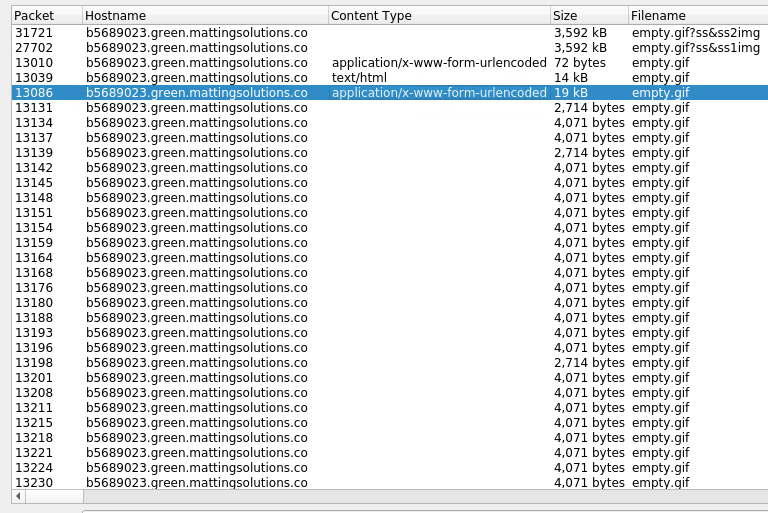 Packet Hostname Content Type Size Filename
31721 b5689023.green.mattingsolutions.co 3,592 kB empty.gif?ss&ss2img
27702 b5689023.green.mattingsolutions.co 3,592 kB empty.gif?ss&ss1img
13010 b5689023.green.mattingsolutions.co application/x-www-form-urlencoded 72 bytes empty.gif
13039 b5689023.green.mattingsolutions.co text/html 14 kB empty.gif
13086 b5689023.green.mattingsolutions.co application/x-www-form-urlencoded 19 kB empty.gif
13131 b5689023.green.mattingsolutions.co 2,714 bytes empty.gif
13134 b5689023.green.mattingsolutions.co 4,071 bytes empty.gif
13137 b5689023.green.mattingsolutions.co 4,071 bytes empty.gif
13139 b5689023.green.mattingsolutions.co 2,714 bytes empty.gif
13142 b5689023.green.mattingsolutions.co 4,071 bytes empty.gif
13145 b5689023.green.mattingsolutions.co 4,071 bytes empty.gif
13148 b5689023.green.mattingsolutions.co 4,071 bytes empty.gif
13151 b5689023.green.mattingsolutions.co 4,071 bytes empty.gif
13154 b5689023.green.mattingsolutions.co 4,071 bytes empty.gif
13159 b5689023.green.mattingsolutions.co 4,071 bytes empty.gif
13164 b5689023.green.mattingsolutions.co 4,071 bytes empty.gif
13168 b5689023.green.mattingsolutions.co 4,071 bytes empty.gif
13176 b5689023.green.mattingsolutions.co 4,071 bytes empty.gif
13180 b5689023.green.mattingsolutions.co 4,071 bytes empty.gif
13188 b5689023.green.mattingsolutions.co 4,071 bytes empty.gif
13193 b5689023.green.mattingsolutions.co 4,071 bytes empty.gif
13196 b5689023.green.mattingsolutions.co 4,071 bytes empty.gif
13198 b5689023.green.mattingsolutions.co 2,714 bytes empty.gif
13201 b5689023.green.mattingsolutions.co 4,071 bytes empty.gif
13208 b5689023.green.mattingsolutions.co 4,071 bytes empty.gif
13211 b5689023.green.mattingsolutions.co 4,071 bytes empty.gif
13215 b5689023.green.mattingsolutions.co 4,071 bytes empty.gif
13218 b5689023.green.mattingsolutions.co 4,071 bytes empty.gif
13221 b5689023.green.mattingsolutions.co 4,071 bytes empty.gif
13224 b5689023.green.mattingsolutions.co 4,071 bytes empty.gif
13230 b5689023.green.mattingsolutions.co 4,071 bytes empty.gif